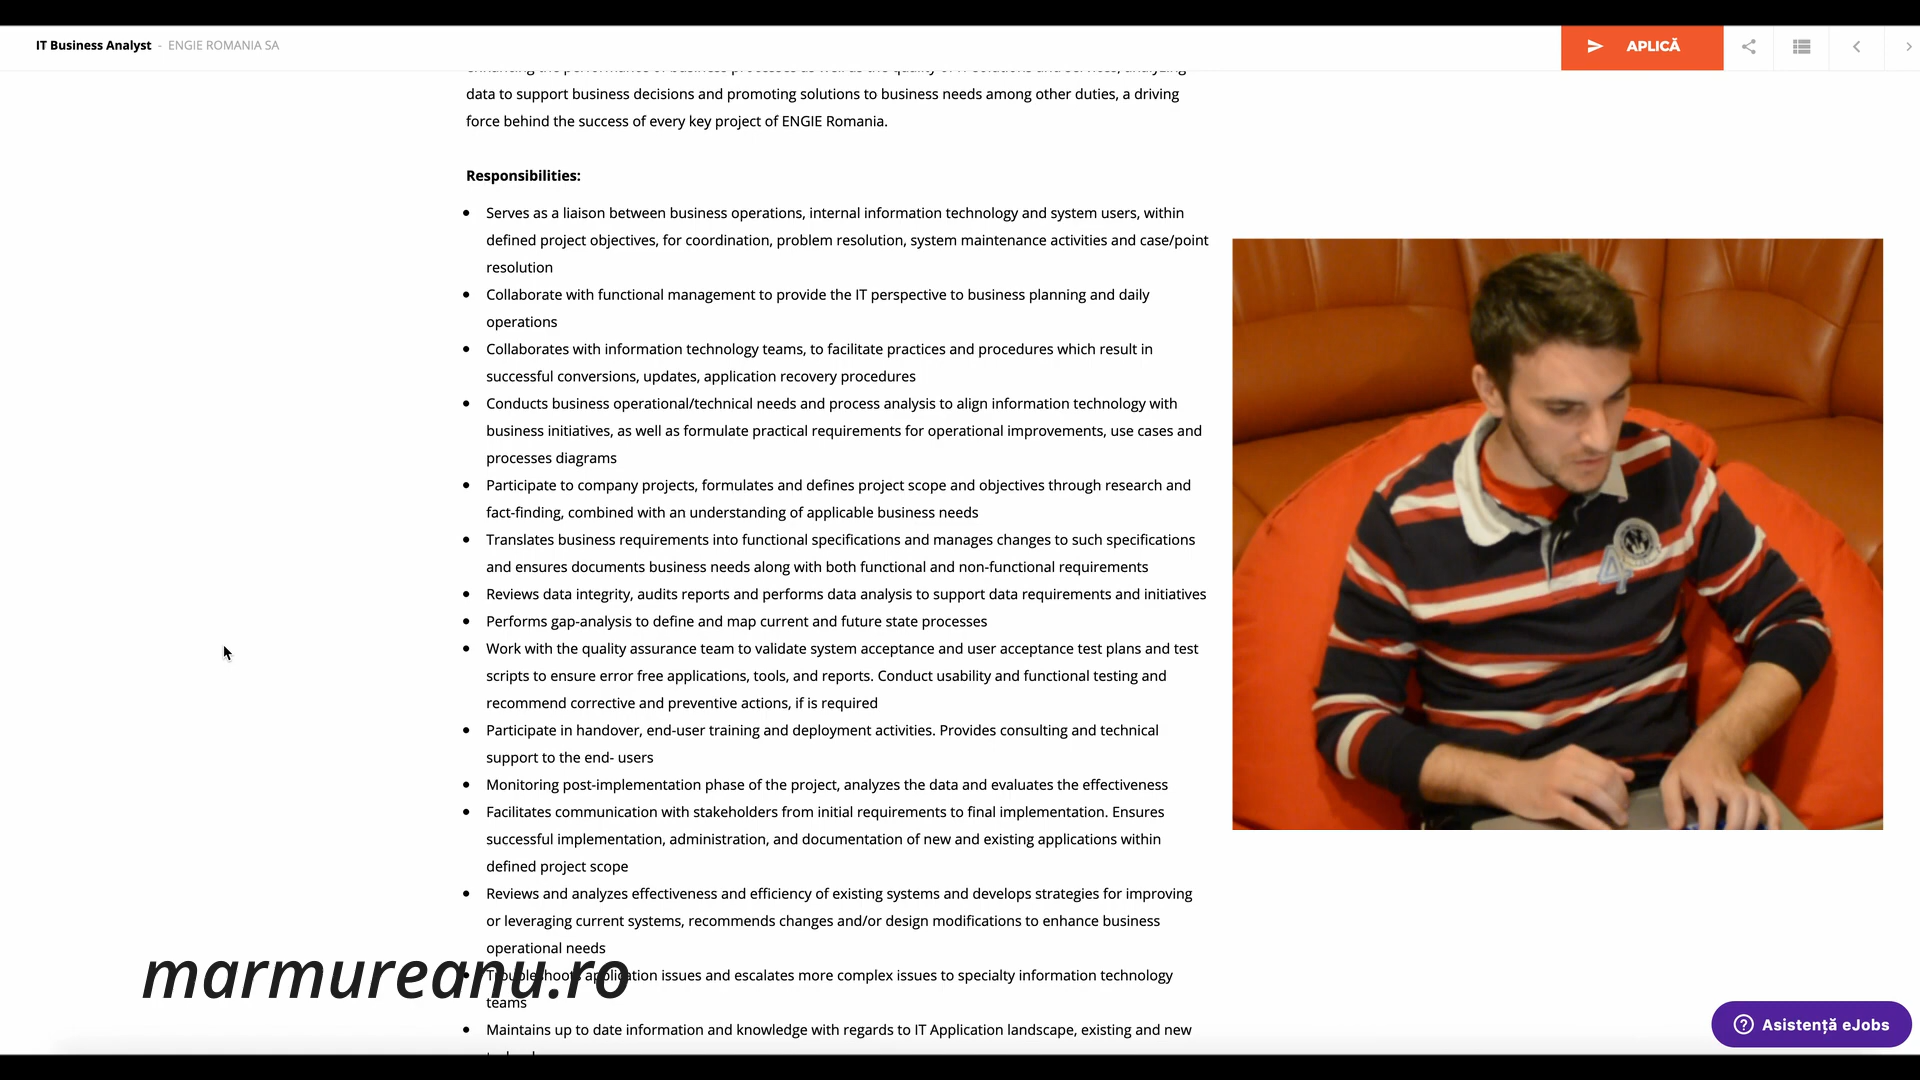 IT Business Analyst - ENGIE ROMANIA SA
APLICĂ
data to support business decisions and promoting solutions to business needs among other duties, a driving
force behind the success of every key project of ENGIE Romania.
Responsibilities:
Serves as a liaison between business operations, internal information technology and system users, within
defined project objectives, for coordination, problem resolution, system maintenance activities and case/point
resolution
Collaborate with functional management to provide the IT perspective to business planning and daily
operations
Collaborates with information technology teams, to facilitate practices and procedures which result in
successful conversions, updates, application recovery procedures
Conducts business operational/technical needs and process analysis to align information technology with
business initiatives, as well as formulate practical requirements for operational improvements, use cases and
processes diagrams
Participate to company projects, formulates and defines project scope and objectives through research and
fact-finding, combined with an understanding of applicable business needs
Translates business requirements into functional specifications and manages changes to such specifications
and ensures documents business needs along with both functional and non-functional requirements
Reviews data integrity, audits reports and performs data analysis to support data requirements and initiatives
Performs gap-analysis to define and map current and future state processes
Work with the quality assurance team to validate system acceptance and user acceptance test plans and test
scripts to ensure error free applications, tools, and reports. Conduct usability and functional testing and
recommend corrective and preventive actions, if is required
Participate in handover, end-user training and deployment activities. Provides consulting and technical
support to the end- users
Monitoring post-implementation phase of the project, analyzes the data and evaluates the effectiveness
Facilitates communication with stakeholders from initial requirements to final implementation. Ensures
successful implementation, administration, and documentation of new and existing applications within
defined project scope
Reviews and analyzes effectiveness and efficiency of existing systems and develops strategies for improving
or leveraging current systems, recommends changes and/or design modifications to enhance business
operational needs
Troubleshoots application issues and escalates more complex issues to specialty information technology
teams
Maintains up to date information and knowledge with regards to IT Application landscape, existing and new
marmureanu.ro
4
Asistență eJobs